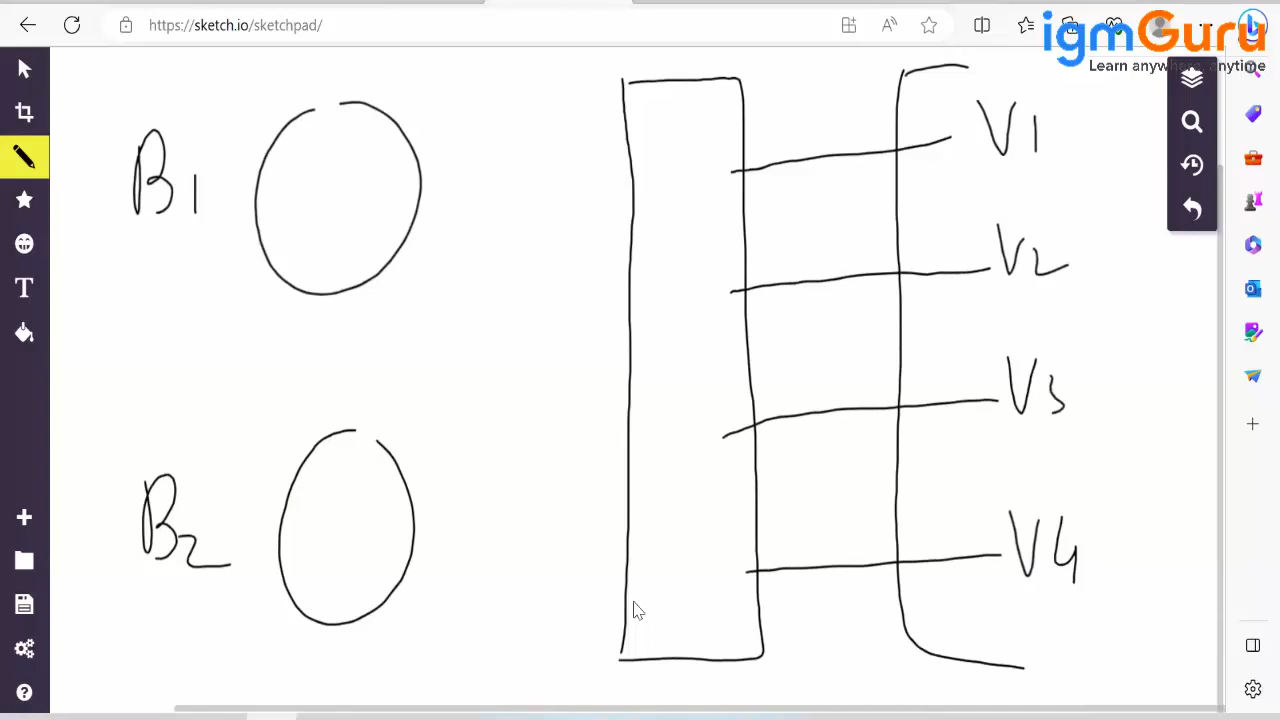 https://sketch.io/sketchpad/
igmGuru
Learn anywhere, anytime
B1
V1
V2
V3
B2
V4
T